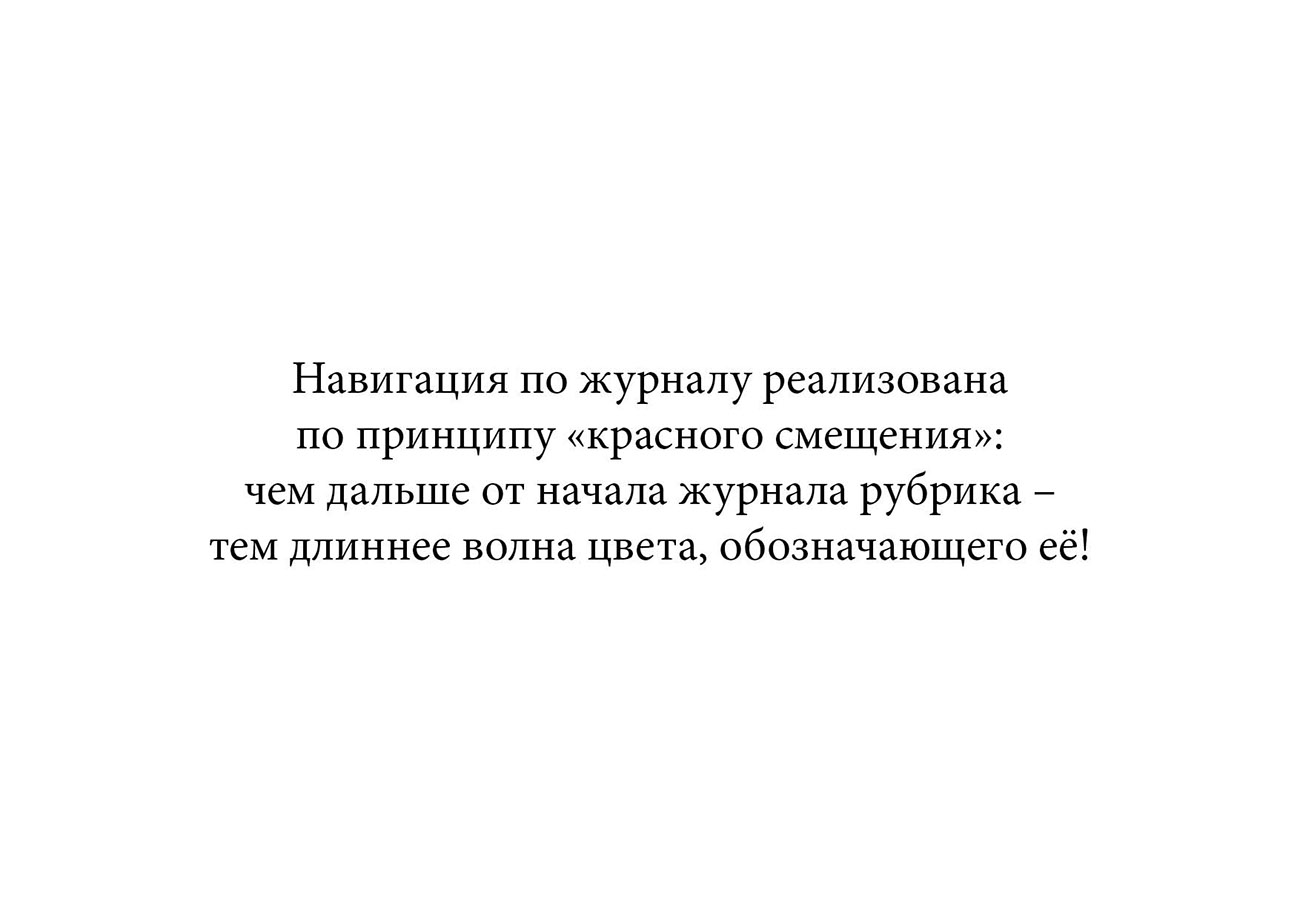 Навигация по журналу реализована
по принципу «красного смещения»:
чем дальше от начала журнала рубрика –
тем длиннее волна цвета, обозначающего её!